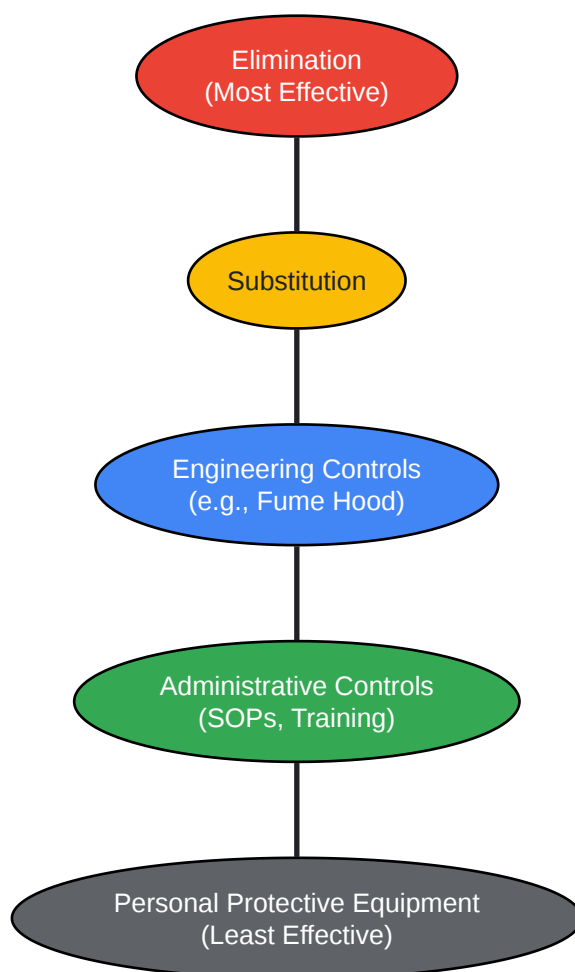 Elimination
(Most Effective)
Substitution
Engineering Controls
(e.g., Fume Hood)
Administrative Controls
(SOPs, Training)
Personal Protective Equipment
(Least Effective)